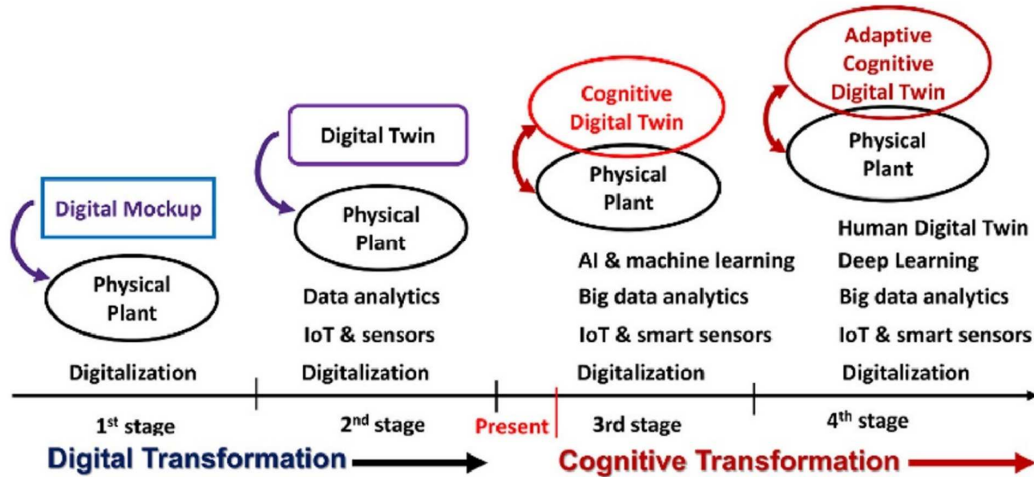 Digital Mockup
Physical
Plant
Digitalization
1st stage
Digital Twin
Physical
Plant
Data analytics
IoT & sensors
Digitalization
2nd stage
Present
Cognitive
Digital Twin
Physical
Plant
AI & machine learning
Big data analytics
IoT & smart sensors
Digitalization
3rd stage
Adaptive
Cognitive
Digital Twin
Physical
Plant
Human Digital Twin
Deep Learning
Big data analytics
IoT & smart sensors
Digitalization
4th stage
Digital Transformation
Cognitive Transformation